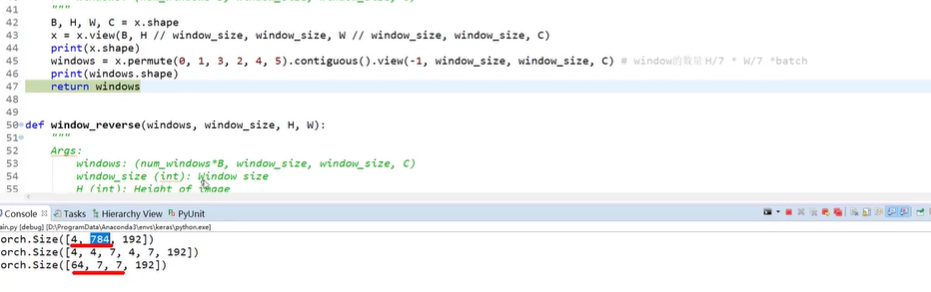 41 """
42 B, H, W, C = x.shape
43 x = x.view(B, H // window_size, window_size, W // window_size, window_size, C)
44 print(x.shape)
45 windows = x.permute(0, 1, 3, 2, 4, 5).contiguous().view(-1, window_size, window_size, C) # window的数量 H/7 * W/7 *batch
46 print(windows.shape)
47 return windows
48
49
50 def window_reverse(windows, window_size, H, W):
51 """
52 Args:
53 windows: (num_windows*B, window_size, window_size, C)
54 window_size (int): Window size
55 H (int): Height of image
Console Tasks Hierarchy View PyUnit
ain.py [debug] [D:\ProgramData\Anaconda3\envs\keras\python.exe]
orch.Size([4, 784, 192])
orch.Size([4, 4, 7, 4, 7, 192])
orch.Size([64, 7, 7, 192])